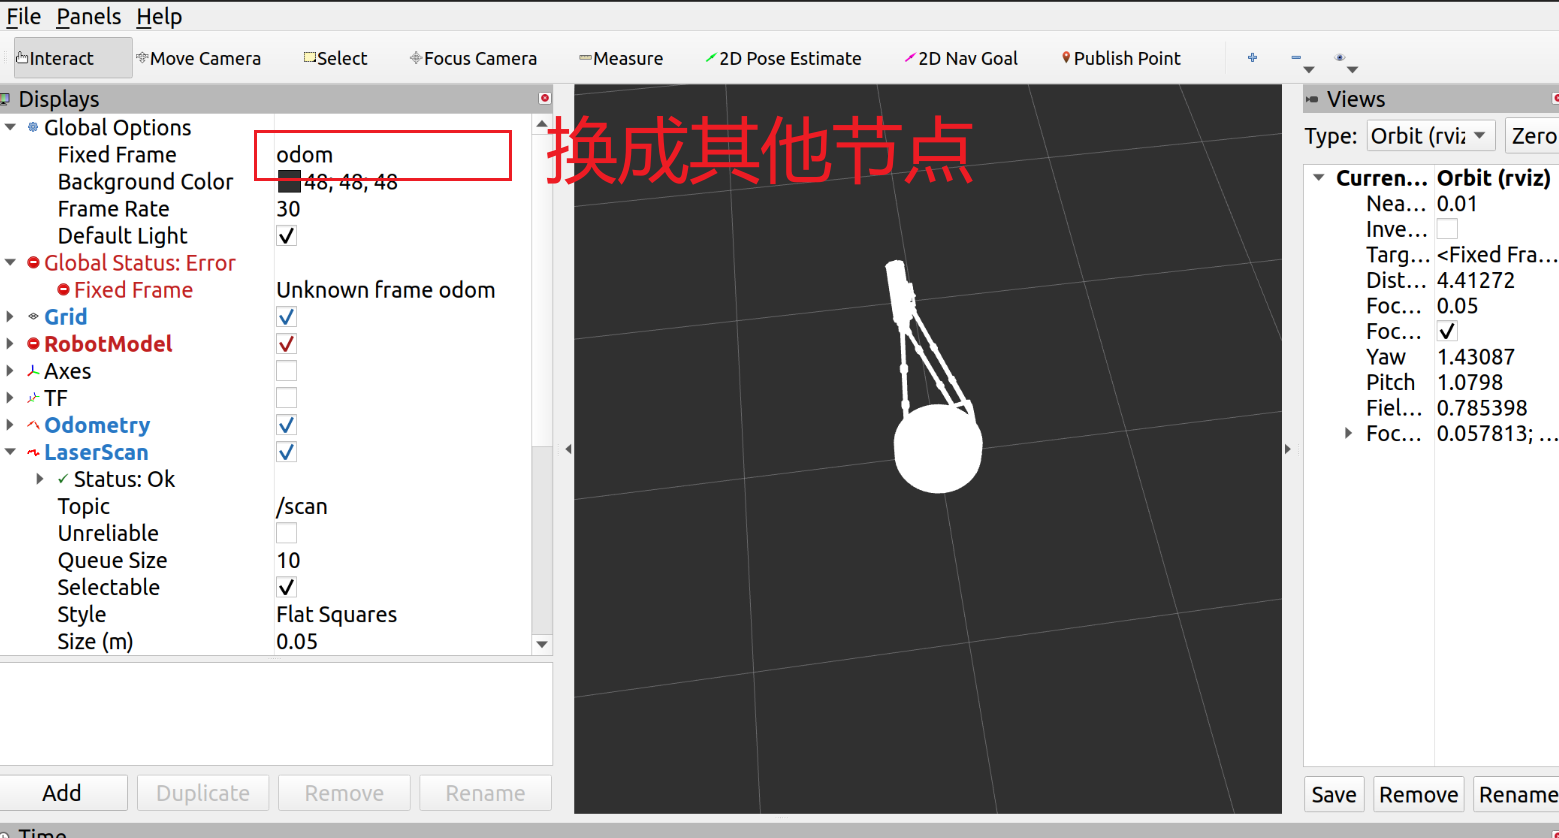 File Panels Help
Interact Move Camera Select Focus Camera Measure 2D Pose Estimate 2D Nav Goal Publish Point
Displays
Global Options
Fixed Frame odom
Background Color 48; 48; 48
Frame Rate 30
Default Light
Global Status: Error
Fixed Frame Unknown frame odom
Grid
RobotModel
Axes
TF
Odometry
LaserScan
Status: Ok
Topic /scan
Unreliable
Queue Size 10
Selectable
Style Flat Squares
Size (m) 0.05
Add Duplicate Remove Rename
Time
换成其他节点
Views
Type: Orbit (rviz Zero
Curren... Orbit (rviz)
Nea... 0.01
Inve...
Targ... <Fixed Fra...
Dist... 4.41272
Foc... 0.05
Foc...
Yaw 1.43087
Pitch 1.0798
Fiel... 0.785398
Foc... 0.057813; ...
Save Remove Rename